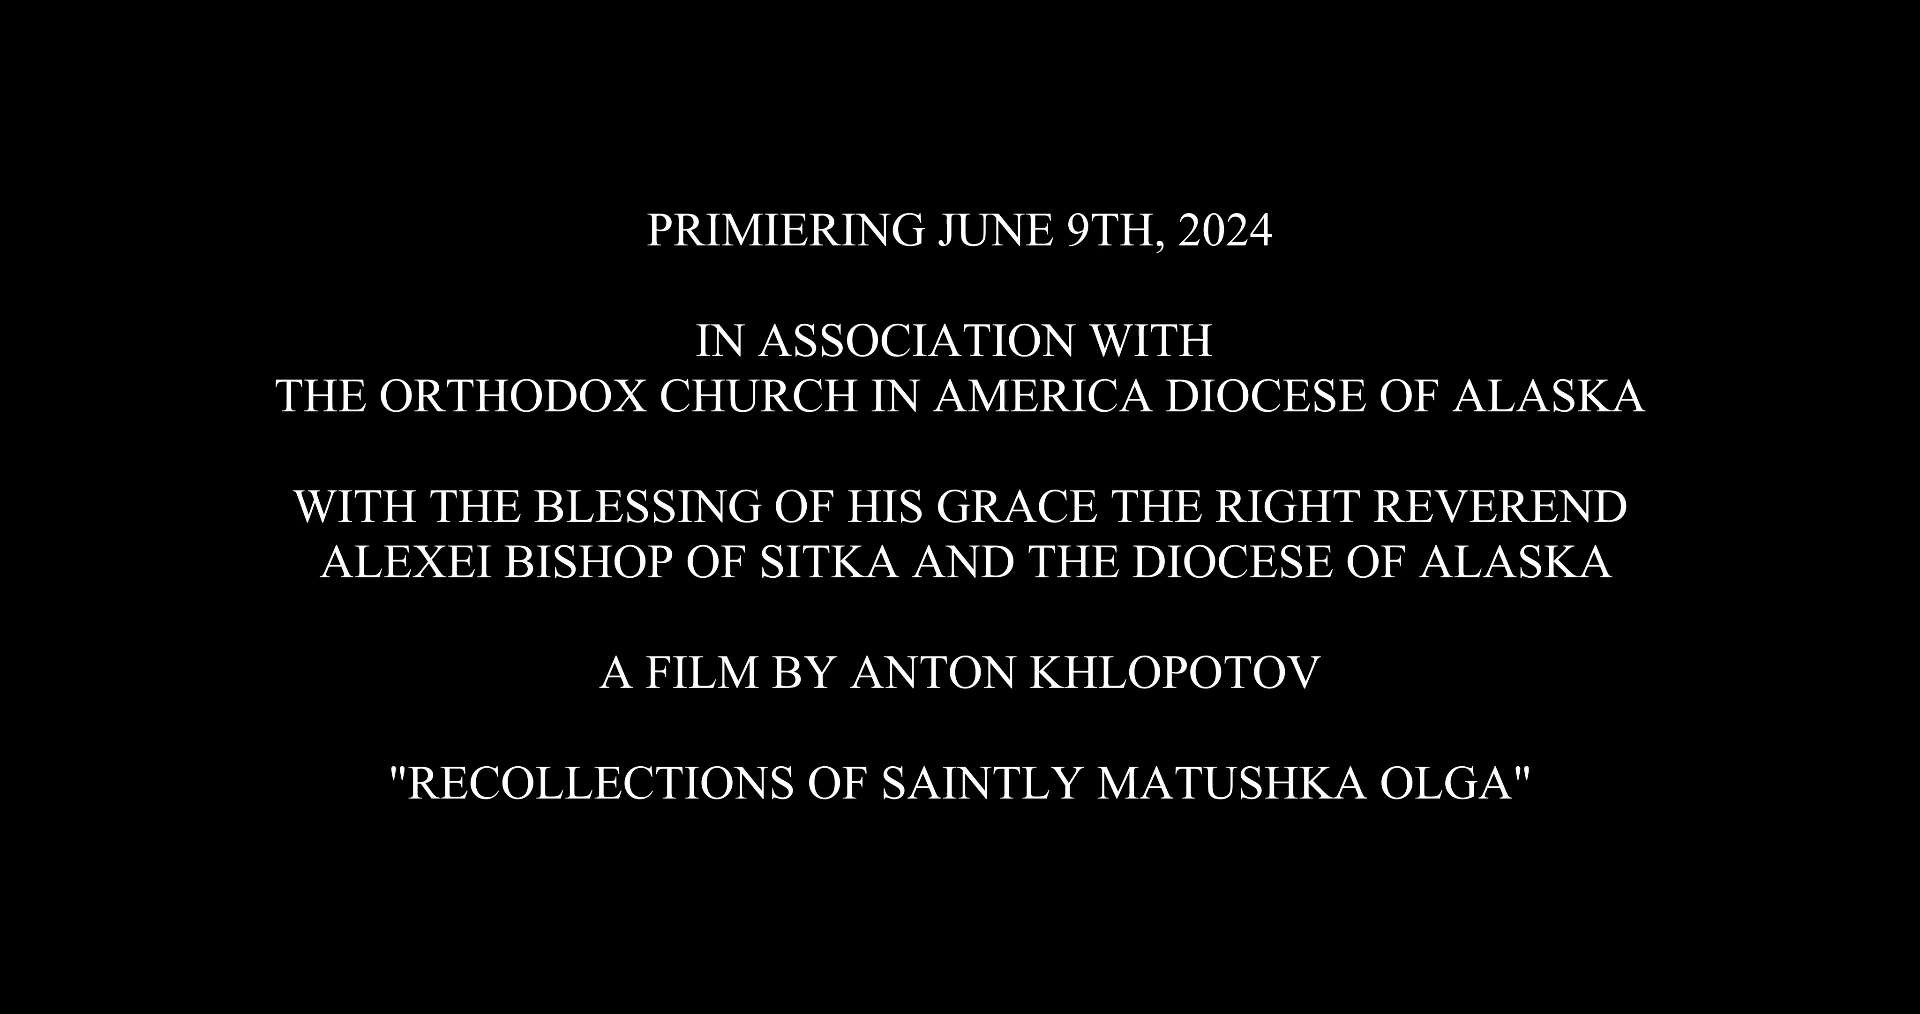 PRIMIERING JUNE 9TH, 2024
IN ASSOCIATION WITH
THE ORTHODOX CHURCH IN AMERICA DIOCESE OF ALASKA
WITH THE BLESSING OF HIS GRACE THE RIGHT REVEREND
ALEXEI BISHOP OF SITKA AND THE DIOCESE OF ALASKA
A FILM BY ANTON KHLOPOTOV
"RECOLLECTIONS OF SAINTLY MATUSHKA OLGA"